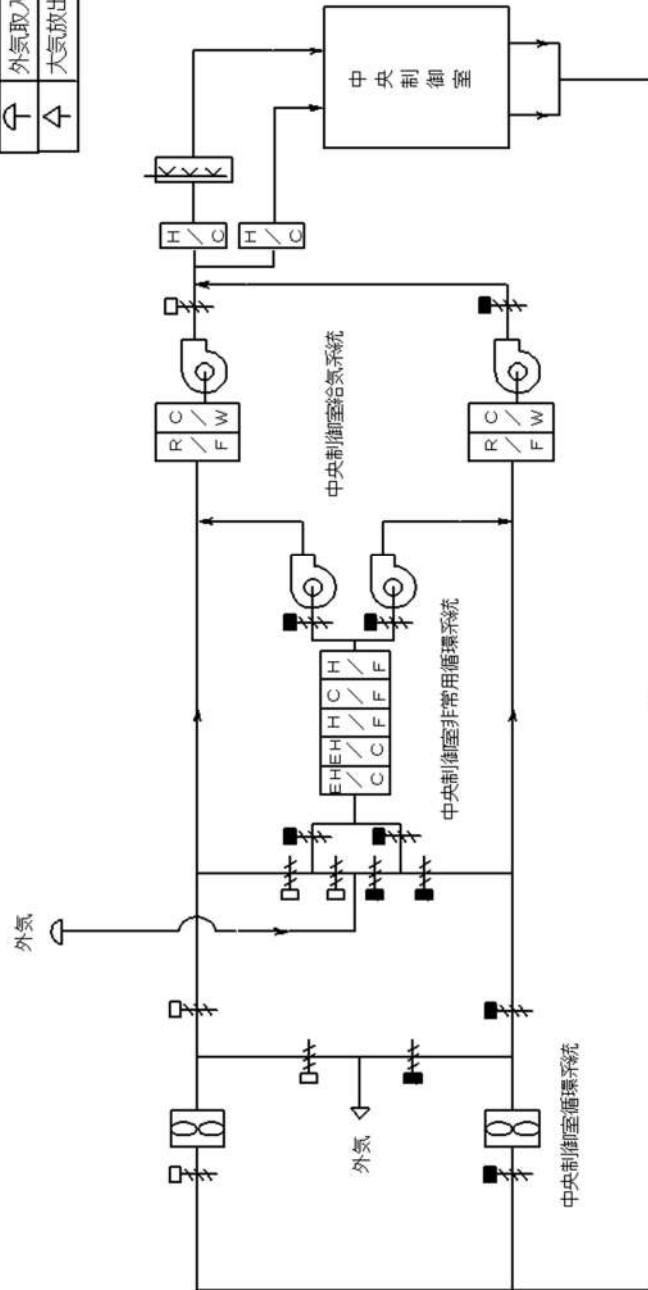 外気取入
大気放出
中央制御室
H/C
H/C
中央制御室給気系統
R/F
C/W
R/F
C/W
中央制御室非常用循環系統
EH/C
EH/C
H/F
C/F
H/F
外気
外気
中央制御室循環系統